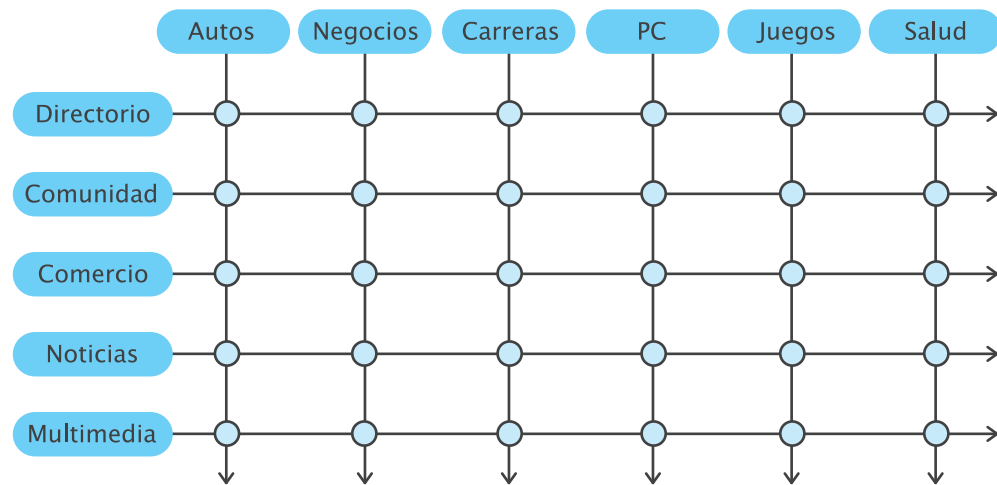 Autos
Negocios
Carreras
PC
Juegos
Salud
Directorio
Comunidad
Comercio
Noticias
Multimedia